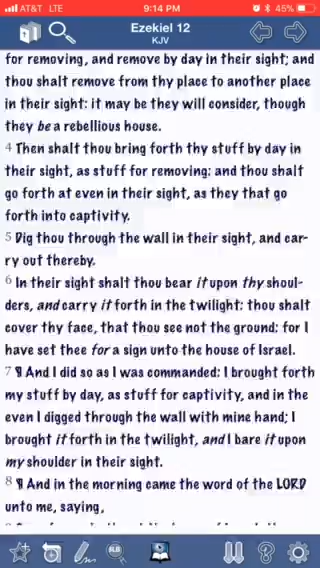 AT&T LTE 9:14 PM 45%
Ezekiel 12
KJV
for removing, and remove by day in their sight; and
thou shalt remove from thy place to another place
in their sight: it may be they will consider, though
they be a rebellious house.
4 Then shalt thou bring forth thy stuff by day in
their sight, as stuff for removing: and thou shalt
go forth at even in their sight, as they that go
forth into captivity.
5 Dig thou through the wall in their sight, and car-
ry out thereby.
6 In their sight shalt thou bear it upon thy shoul-
ders, and carry it forth in the twilight: thou shalt
cover thy face, that thou see not the ground: for I
have set thee for a sign unto the house of Israel.
7 ¶ And I did so as I was commanded: I brought forth
my stuff by day, as stuff for captivity, and in the
even I digged through the wall with mine hand; I
brought it forth in the twilight, and I bare it upon
my shoulder in their sight.
8 ¶ And in the morning came the word of the LORD
unto me, saying,